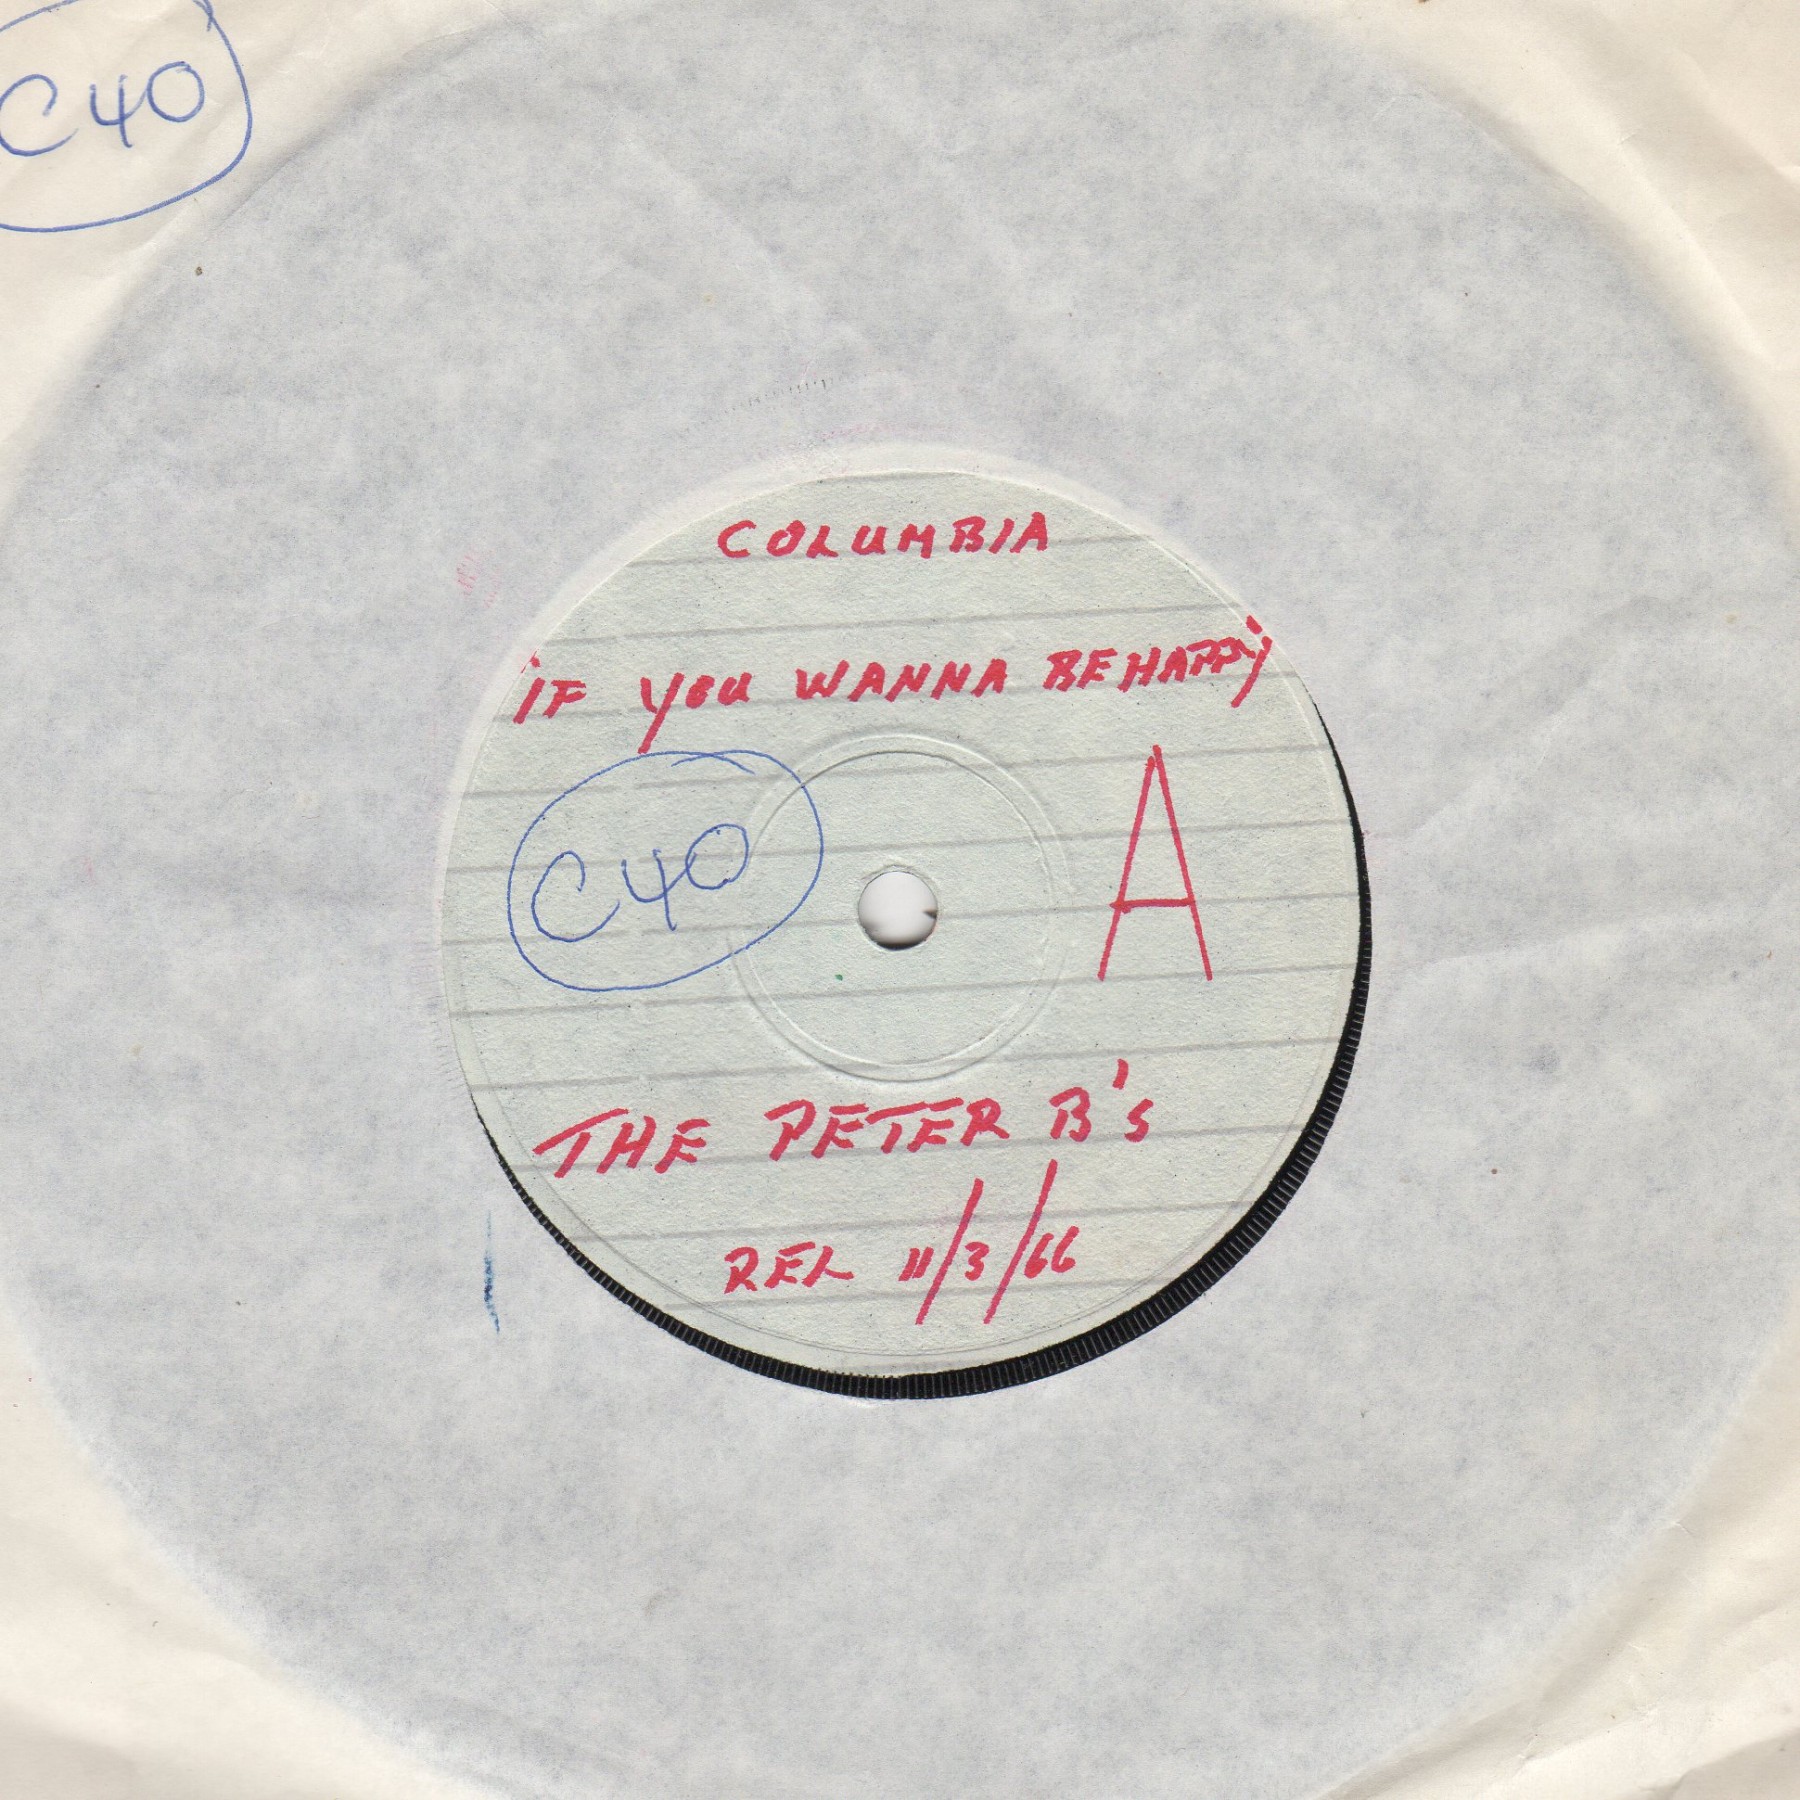 C40
COLUMBIA
'IF YOU WANNA BE HAPPY'
C40
A
THE PETER B's
REL 11/3/66